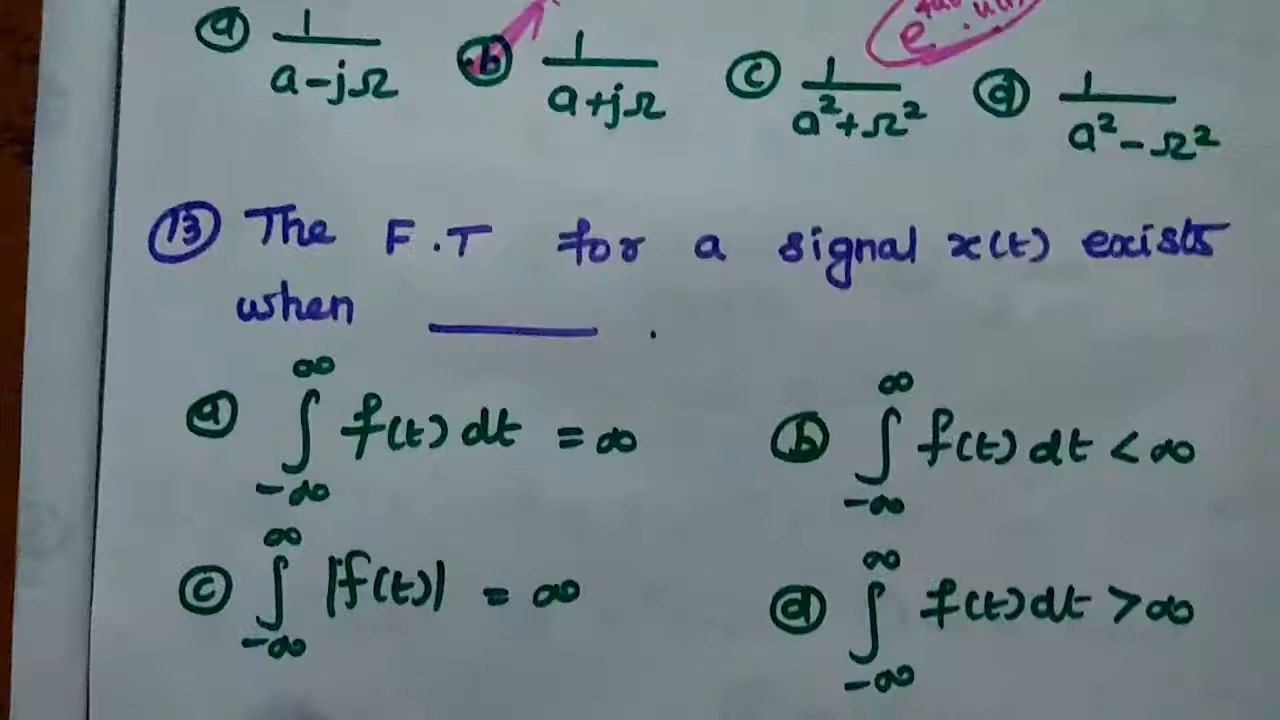 ⓐ 1/(a-jΩ) ⓑ 1/(a+jΩ) ⓒ 1/(a²+Ω²) ⓓ 1/(a²-Ω²)
⑬ The F.T for a signal x(t) exists
when ______ .
ⓐ ∫_{-∞}^{∞} f(t) dt = ∞ ⓑ ∫_{-∞}^{∞} f(t) dt < ∞
ⓒ ∫_{-∞}^{∞} |f(t)| = ∞ ⓓ ∫_{-∞}^{∞} f(t) dt > ∞